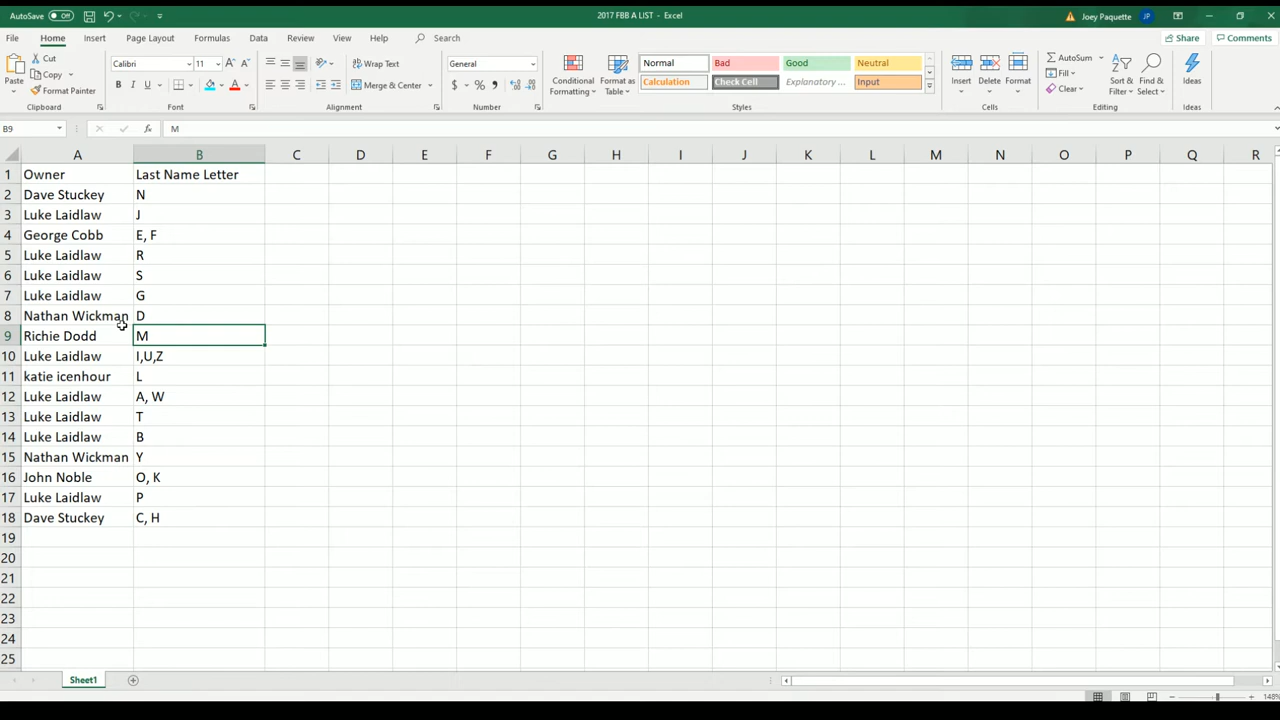 AutoSave Off 2017 FBB A LIST - Excel Joey Paquette JP
File Home Insert Page Layout Formulas Data Review View Help Search Share Comments
Paste Cut Copy Format Painter Clipboard
Calibri 11 A A B I U A Font
Wrap Text Merge & Center Alignment
General $ % Number
Conditional Formatting Format as Table
Normal Bad Good Neutral
Calculation Check Cell Explanatory ... Input
Styles
Insert Delete Format Cells
AutoSum Fill Clear Sort & Filter Find & Select Editing
Ideas Ideas
B9 fx M
A B C D E F G H I J K L M N O P Q R
1 Owner Last Name Letter
2 Dave Stuckey N
3 Luke Laidlaw J
4 George Cobb E, F
5 Luke Laidlaw R
6 Luke Laidlaw S
7 Luke Laidlaw G
8 Nathan Wickman D
9 Richie Dodd M
10 Luke Laidlaw I,U,Z
11 katie icenhour L
12 Luke Laidlaw A, W
13 Luke Laidlaw T
14 Luke Laidlaw B
15 Nathan Wickman Y
16 John Noble O, K
17 Luke Laidlaw P
18 Dave Stuckey C, H
19
20
21
22
23
24
25
Sheet1
148%